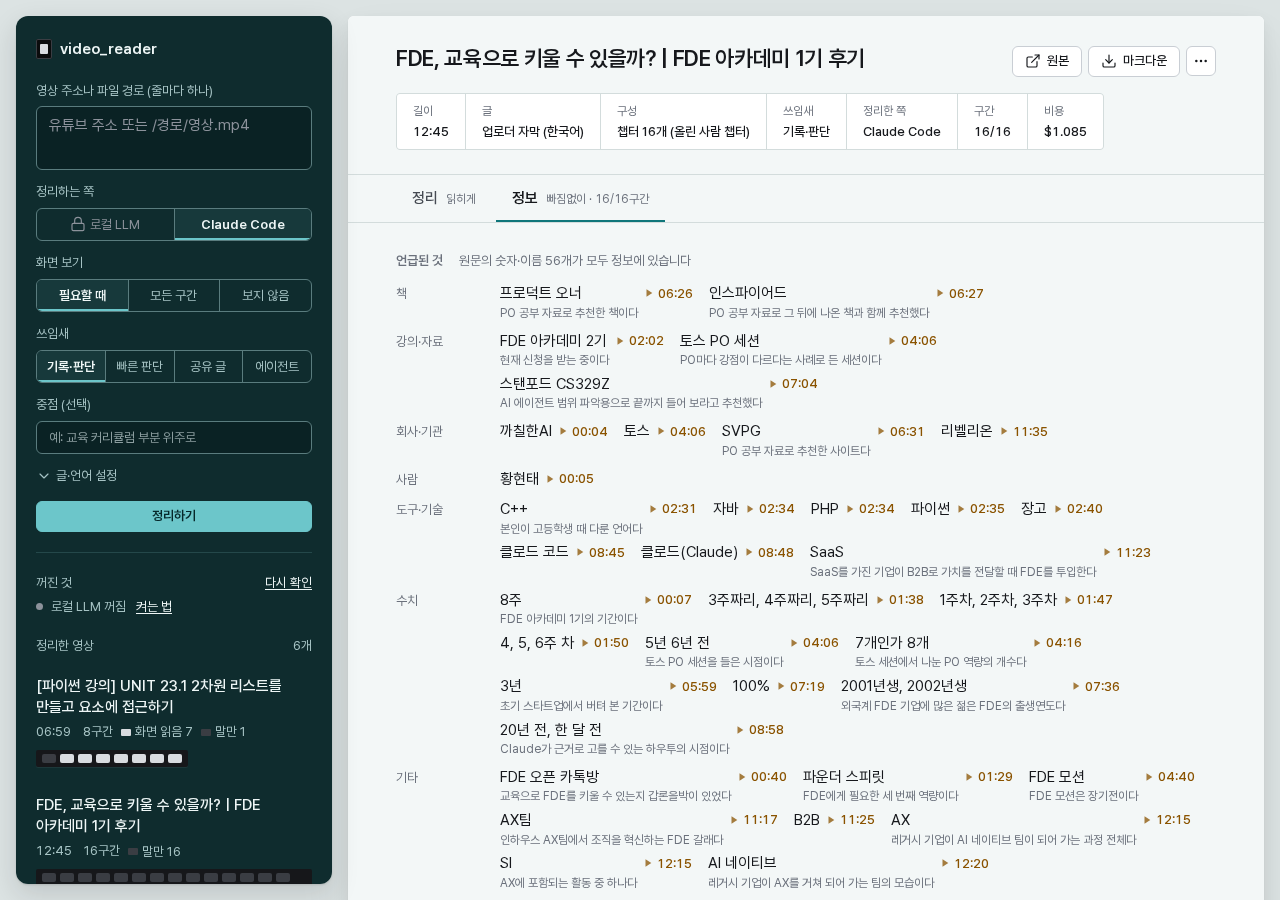 video_reader
영상 주소나 파일 경로 (줄마다 하나)
유튜브 주소 또는 /경로/영상.mp4
정리하는 쪽
로컬 LLM
Claude Code
화면 보기
필요할 때
모든 구간
보지 않음
쓰임새
기록·판단
빠른 판단
공유 글
에이전트
중점 (선택)
예: 교육 커리큘럼 부분 위주로
글·언어 설정
정리하기
꺼진 것
다시 확인
로컬 LLM 꺼짐 켜는 법
정리한 영상
6개
[파이썬 강의] UNIT 23.1 2차원 리스트를
만들고 요소에 접근하기
06:59 8구간 화면 읽음 7 말만 1
FDE, 교육으로 키울 수 있을까? | FDE
아카데미 1기 후기
12:45 16구간 말만 16
FDE, 교육으로 키울 수 있을까? | FDE 아카데미 1기 후기
원본
마크다운
길이
12:45
글
업로더 자막 (한국어)
구성
챕터 16개 (올린 사람 챕터)
쓰임새
기록·판단
정리한 쪽
Claude Code
구간
16/16
비용
$1.085
정리 읽히게
정보 빠짐없이 · 16/16구간
언급된 것 원문의 숫자·이름 56개가 모두 정보에 있습니다
책
프로덕트 오너 06:26 인스파이어드 06:27
PO 공부 자료로 추천한 책이다 PO 공부 자료로 그 뒤에 나온 책과 함께 추천했다
강의·자료
FDE 아카데미 2기 02:02 토스 PO 세션 04:06
현재 신청을 받는 중이다 PO마다 강점이 다르다는 사례로 든 세션이다
스탠포드 CS329Z 07:04
AI 에이전트 범위 파악용으로 끝까지 들어 보라고 추천했다
회사·기관
까칠한AI 00:04 토스 04:06 SVPG 06:31 리벨리온 11:35
PO 공부 자료로 추천한 사이트다
사람
황현태 00:05
도구·기술
C++ 02:31 자바 02:34 PHP 02:34 파이썬 02:35 장고 02:40
본인이 고등학생 때 다룬 언어다
클로드 코드 08:45 클로드(Claude) 08:48 SaaS 11:23
SaaS를 가진 기업이 B2B로 가치를 전달할 때 FDE를 투입한다
수치
8주 00:07 3주짜리, 4주짜리, 5주짜리 01:38 1주차, 2주차, 3주차 01:47
FDE 아카데미 1기의 기간이다
4, 5, 6주 차 01:50 5년 6년 전 04:06 7개인가 8개 04:16
토스 PO 세션을 들은 시점이다 토스 세션에서 나눈 PO 역량의 개수다
3년 05:59 100% 07:19 2001년생, 2002년생 07:36
초기 스타트업에서 버텨 본 기간이다 외국계 FDE 기업에 많은 젊은 FDE의 출생연도다
20년 전, 한 달 전 08:58
Claude가 근거로 고를 수 있는 하우투의 시점이다
기타
FDE 오픈 카톡방 00:40 파운더 스피릿 01:29 FDE 모션 04:40
교육으로 FDE를 키울 수 있는지 갑론을박이 있었다 FDE에게 필요한 세 번째 역량이다 FDE 모션은 장기전이다
AX팀 11:17 B2B 11:25 AX 12:15
인하우스 AX팀에서 조직을 혁신하는 FDE 갈래다 레거시 기업이 AI 네이티브 팀이 되어 가는 과정 전체다
SI 12:15 AI 네이티브 12:20
AX에 포함되는 활동 중 하나다 레거시 기업이 AX를 거쳐 되어 가는 팀의 모습이다